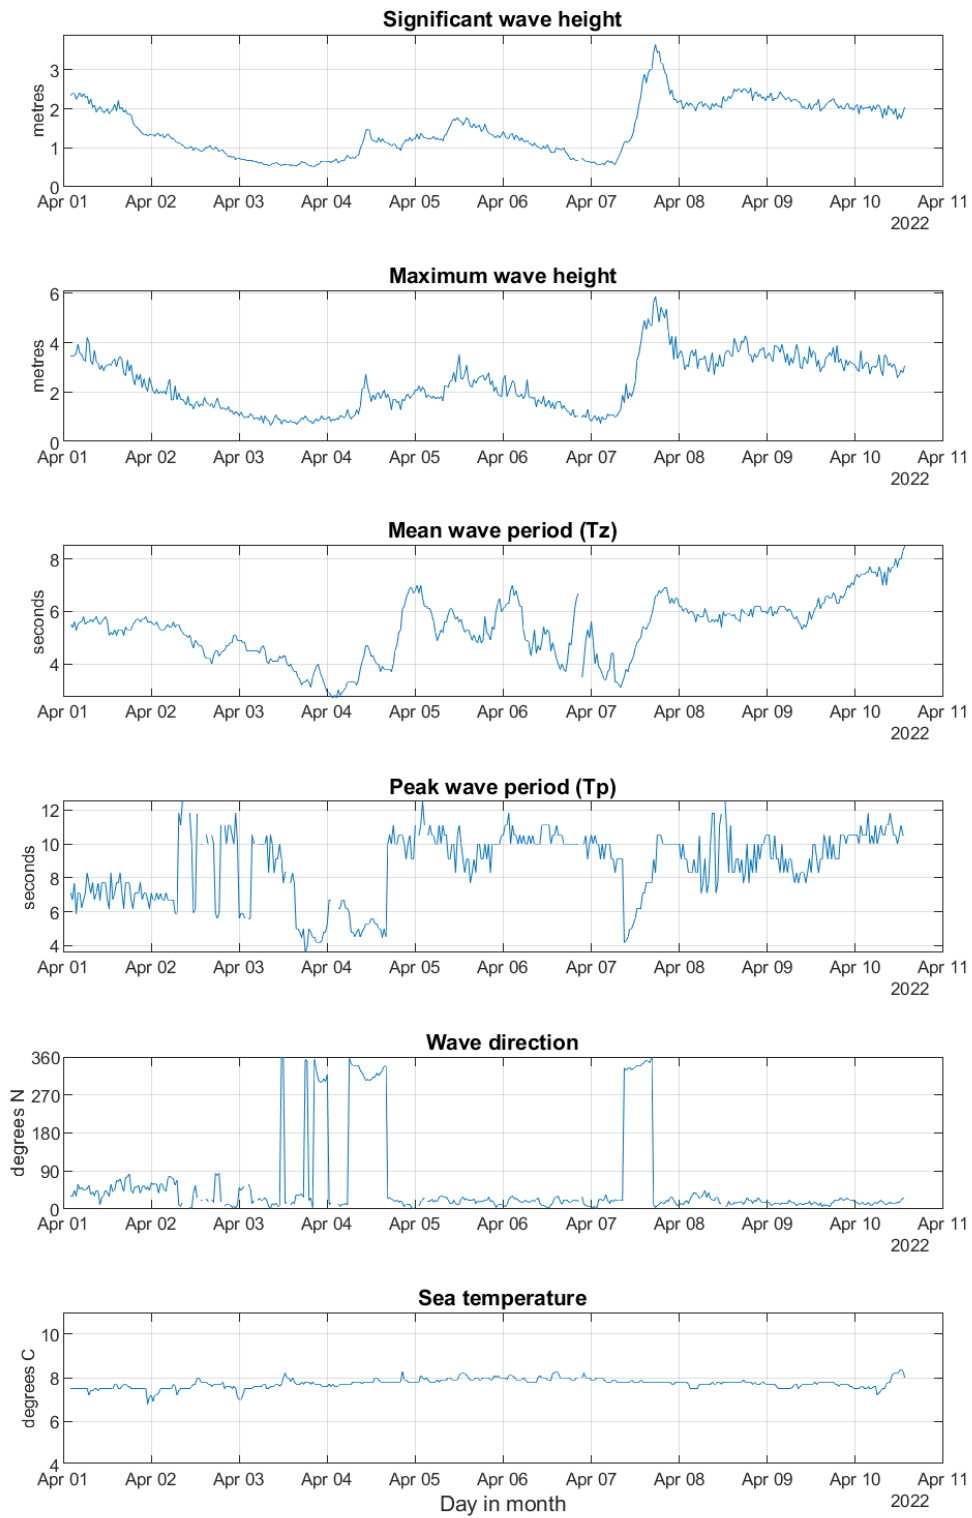 Significant wave height
metres
3
2
1
0
Apr 01 Apr 02 Apr 03 Apr 04 Apr 05 Apr 06 Apr 07 Apr 08 Apr 09 Apr 10 Apr 11
2022
Maximum wave height
metres
6
4
2
0
Apr 01 Apr 02 Apr 03 Apr 04 Apr 05 Apr 06 Apr 07 Apr 08 Apr 09 Apr 10 Apr 11
2022
Mean wave period (Tz)
seconds
8
6
4
Apr 01 Apr 02 Apr 03 Apr 04 Apr 05 Apr 06 Apr 07 Apr 08 Apr 09 Apr 10 Apr 11
2022
Peak wave period (Tp)
seconds
12
10
8
6
4
Apr 01 Apr 02 Apr 03 Apr 04 Apr 05 Apr 06 Apr 07 Apr 08 Apr 09 Apr 10 Apr 11
2022
Wave direction
degrees N
360
270
180
90
0
Apr 01 Apr 02 Apr 03 Apr 04 Apr 05 Apr 06 Apr 07 Apr 08 Apr 09 Apr 10 Apr 11
2022
Sea temperature
degrees C
10
8
6
4
Apr 01 Apr 02 Apr 03 Apr 04 Apr 05 Apr 06 Apr 07 Apr 08 Apr 09 Apr 10 Apr 11
Day in month
2022